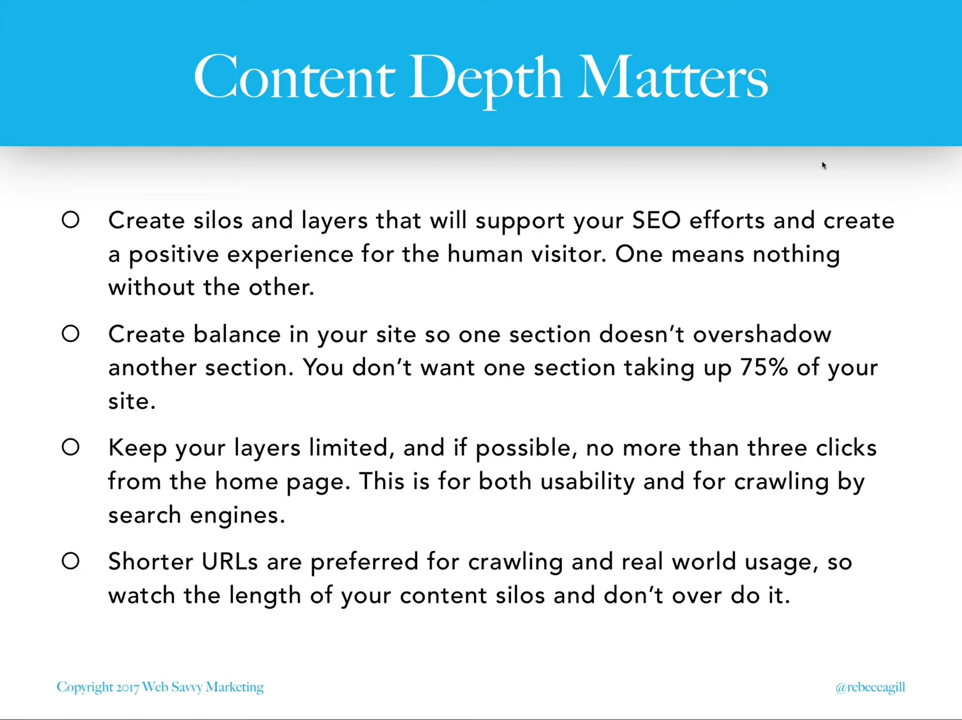 Content Depth Matters
Create silos and layers that will support your SEO efforts and create
a positive experience for the human visitor. One means nothing
without the other.
Create balance in your site so one section doesn’t overshadow
another section. You don’t want one section taking up 75% of your
site.
Keep your layers limited, and if possible, no more than three clicks
from the home page. This is for both usability and for crawling by
search engines.
Shorter URLs are preferred for crawling and real world usage, so
watch the length of your content silos and don’t over do it.
Copyright 2017 Web Savvy Marketing
@rebeccagill